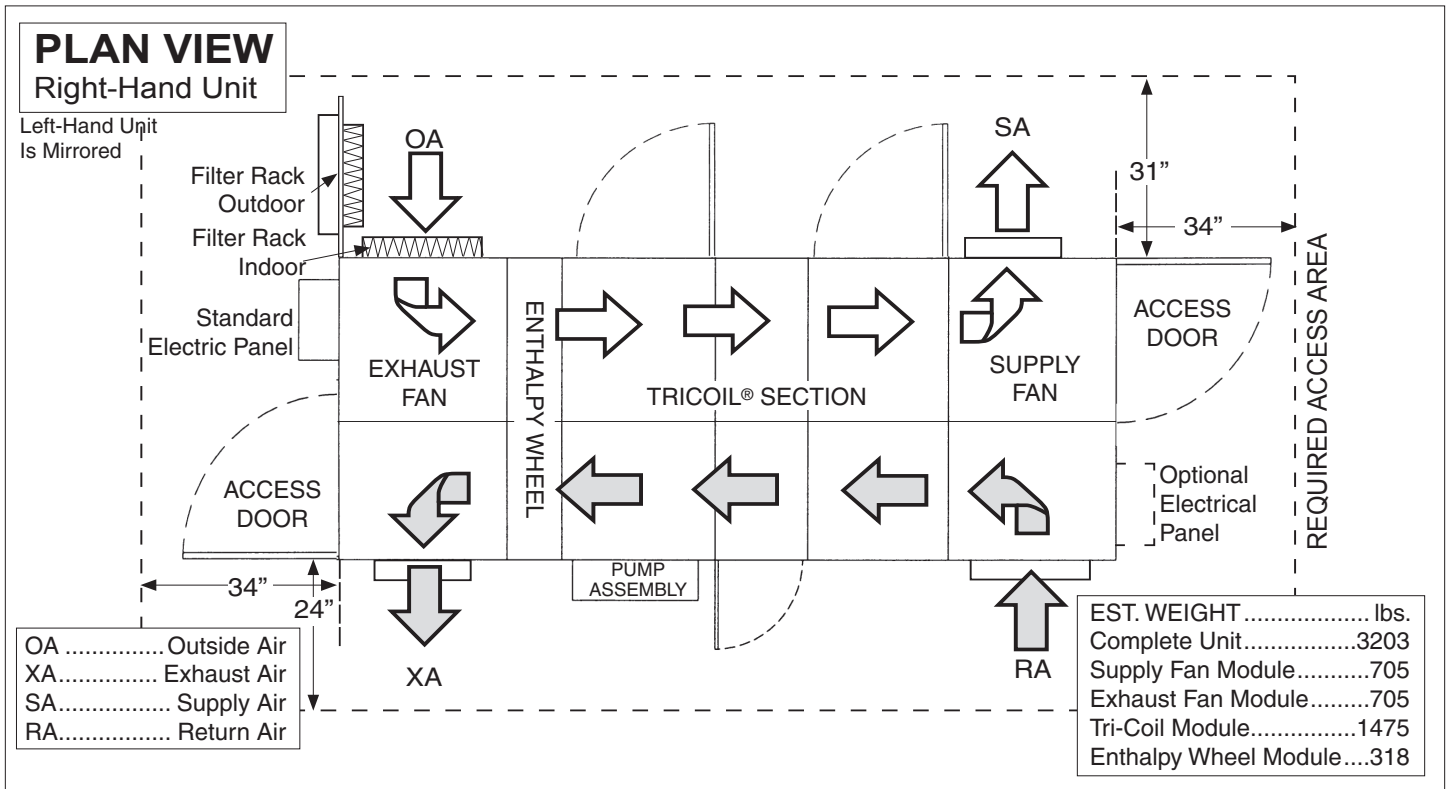 PLAN VIEW
Right-Hand Unit
Left-Hand Unit
Is Mirrored
Filter Rack
Outdoor
Filter Rack
Indoor
Standard
Electric Panel
OA
SA
31”
34”
EXHAUST
FAN
ENTHALPY WHEEL
TRICOIL® SECTION
SUPPLY
FAN
ACCESS
DOOR
REQUIRED ACCESS AREA
ACCESS
DOOR
Optional
Electrical
Panel
34”
24”
PUMP
ASSEMBLY
XA
RA
OA ............... Outside Air
XA................ Exhaust Air
SA................. Supply Air
RA................. Return Air
EST. WEIGHT ................... lbs.
Complete Unit.................3203
Supply Fan Module...........705
Exhaust Fan Module.........705
Tri-Coil Module................1475
Enthalpy Wheel Module....318